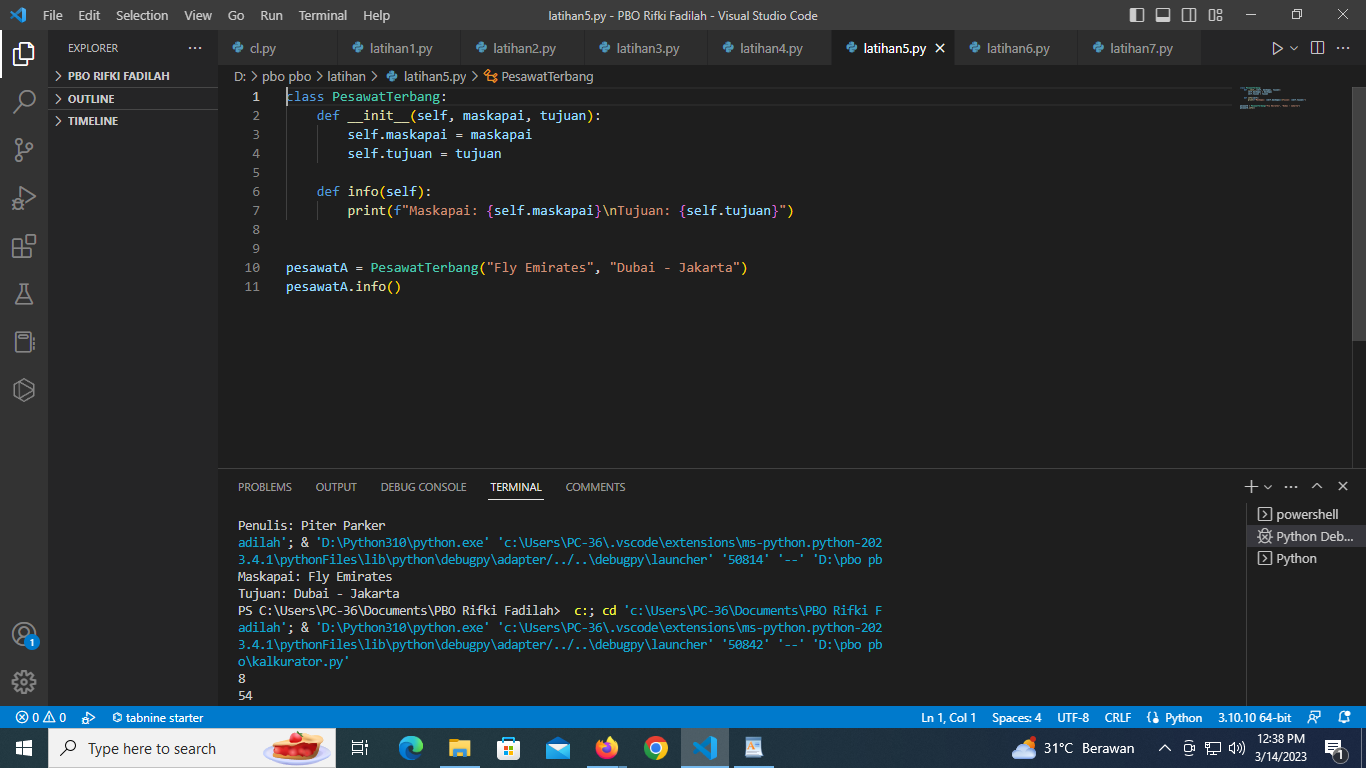 File Edit Selection View Go Run Terminal Help
latihan5.py - PBO Rifki Fadilah - Visual Studio Code
EXPLORER
PBO RIFKI FADILAH
OUTLINE
TIMELINE
cl.py latihan1.py latihan2.py latihan3.py latihan4.py latihan5.py latihan6.py latihan7.py
D: > pbo pbo > latihan > latihan5.py > PesawatTerbang
1 class PesawatTerbang:
2     def __init__(self, maskapai, tujuan):
3         self.maskapai = maskapai
4         self.tujuan = tujuan
5
6     def info(self):
7         print(f"Maskapai: {self.maskapai}\nTujuan: {self.tujuan}")
8
9
10 pesawatA = PesawatTerbang("Fly Emirates", "Dubai - Jakarta")
11 pesawatA.info()
PROBLEMS OUTPUT DEBUG CONSOLE TERMINAL COMMENTS
Penulis: Piter Parker
adilah'; & 'D:\Python310\python.exe' 'c:\Users\PC-36\.vscode\extensions\ms-python.python-202
3.4.1\pythonFiles\lib\python\debugpy\adapter/../..\debugpy\launcher' '50814' '--' 'D:\pbo pb
Maskapai: Fly Emirates
Tujuan: Dubai - Jakarta
PS C:\Users\PC-36\Documents\PBO Rifki Fadilah>  c:; cd 'c:\Users\PC-36\Documents\PBO Rifki F
adilah'; & 'D:\Python310\python.exe' 'c:\Users\PC-36\.vscode\extensions\ms-python.python-202
3.4.1\pythonFiles\lib\python\debugpy\adapter/../..\debugpy\launcher' '50842' '--' 'D:\pbo pb
o\kalkurator.py'
8
54
powershell
Python Deb...
Python
1
0 0 tabnine starter
Ln 1, Col 1 Spaces: 4 UTF-8 CRLF Python 3.10.10 64-bit
Type here to search
31°C Berawan
12:38 PM
3/14/2023
1